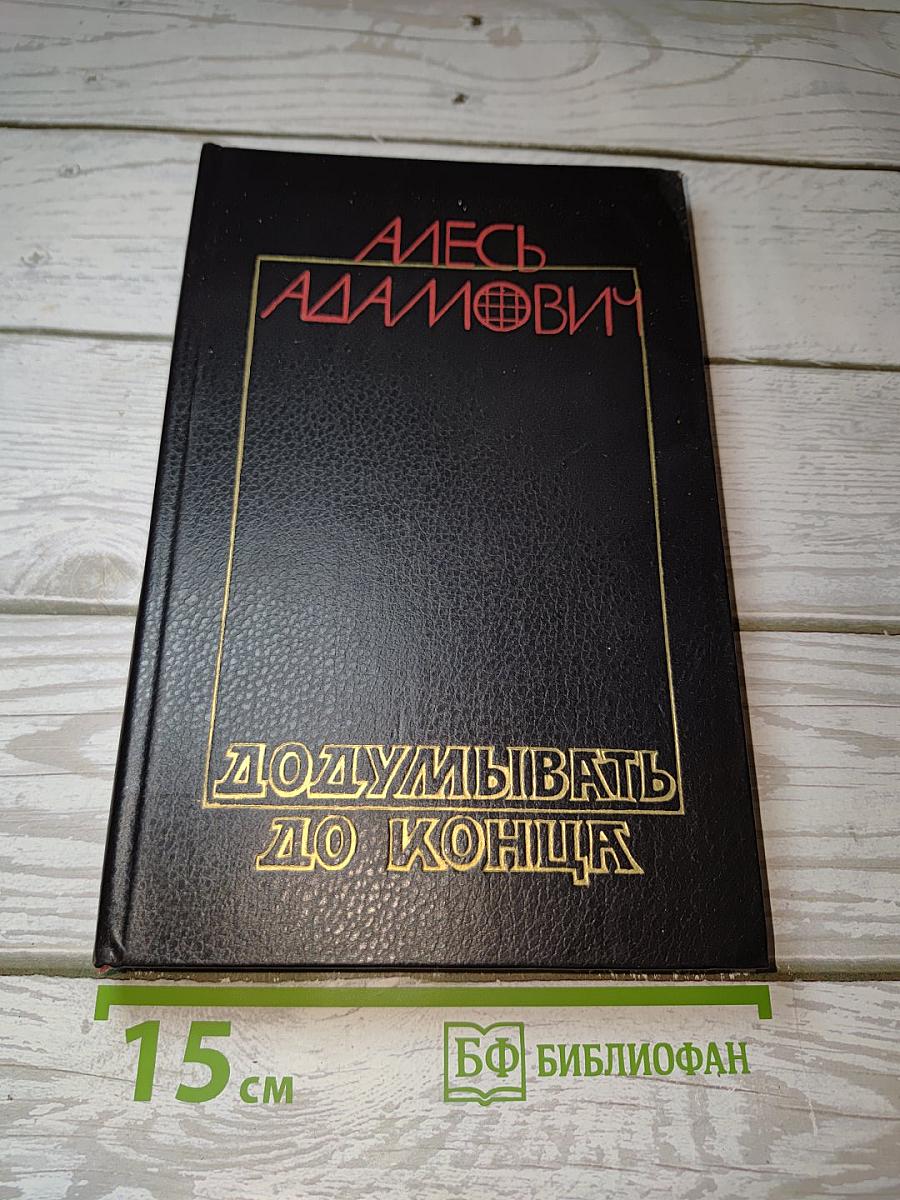 АЛЕСЬ
АДАМОВИЧ
ДОДУМЫВАТЬ
ДО КОНЦА
15 см
БФ БИБЛИОФАН